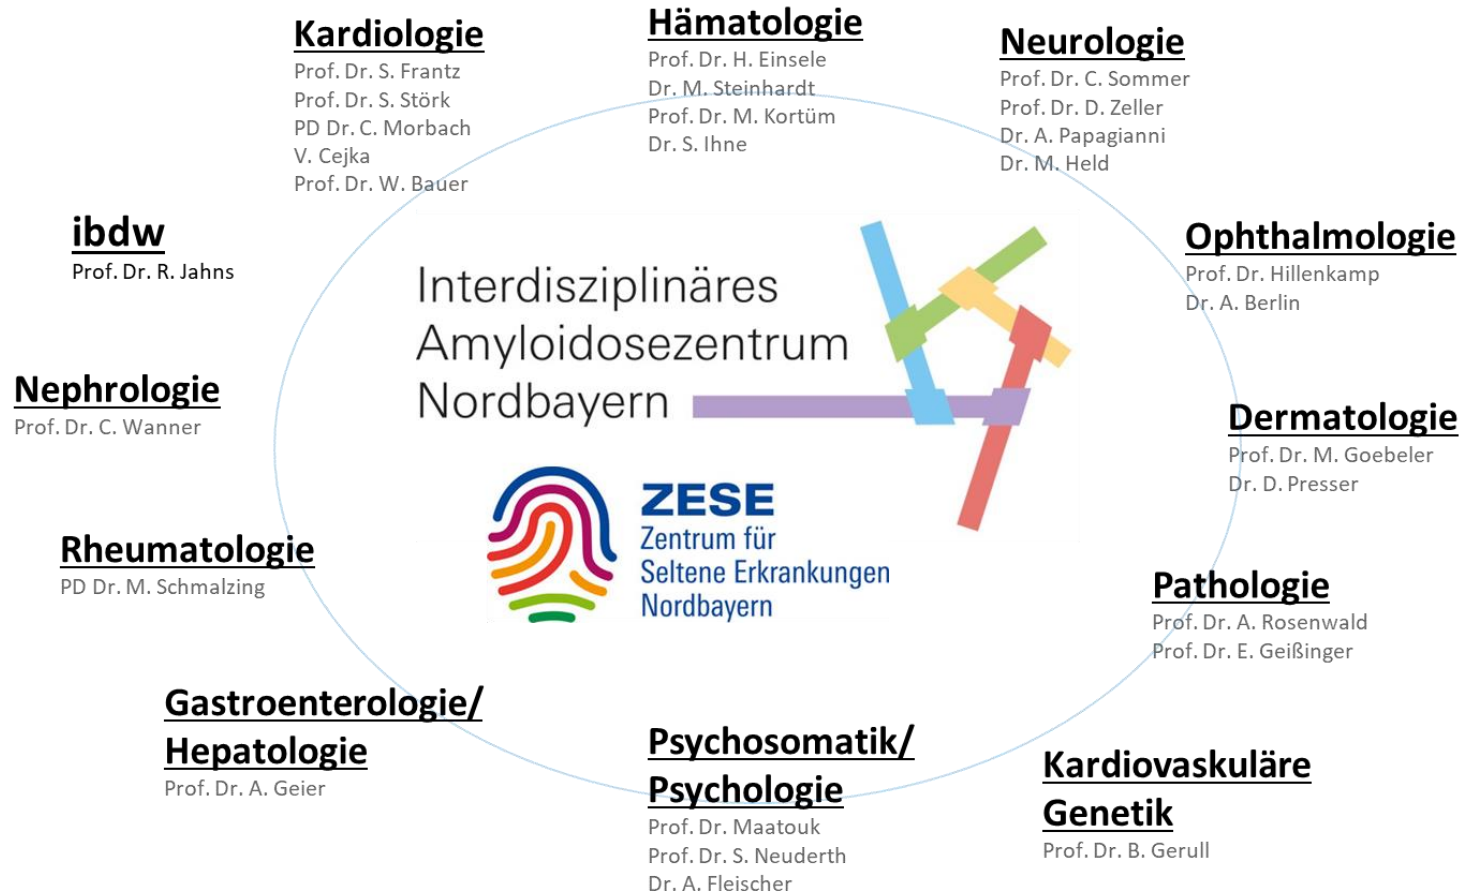 Kardiologie
Prof. Dr. S. Frantz
Prof. Dr. S. Störk
PD Dr. C. Morbach
V. Cejka
Prof. Dr. W. Bauer
Hämatologie
Prof. Dr. H. Einsele
Dr. M. Steinhardt
Prof. Dr. M. Kortüm
Dr. S. Ihne
Neurologie
Prof. Dr. C. Sommer
Prof. Dr. D. Zeller
Dr. A. Papagianni
Dr. M. Held
ibdw
Prof. Dr. R. Jahns
Ophthalmologie
Prof. Dr. Hillenkamp
Dr. A. Berlin
Interdisziplinäres
Amyloidosezentrum
Nordbayern
Nephrologie
Prof. Dr. C. Wanner
Dermatologie
Prof. Dr. M. Goebeler
Dr. D. Presser
ZESE
Zentrum für
Seltene Erkrankungen
Nordbayern
Rheumatologie
PD Dr. M. Schmalzing
Pathologie
Prof. Dr. A. Rosenwald
Prof. Dr. E. Geißinger
Gastroenterologie/
Hepatologie
Prof. Dr. A. Geier
Psychosomatik/
Psychologie
Prof. Dr. Maatouk
Prof. Dr. S. Neuderth
Dr. A. Fleischer
Kardiovaskuläre
Genetik
Prof. Dr. B. Gerull